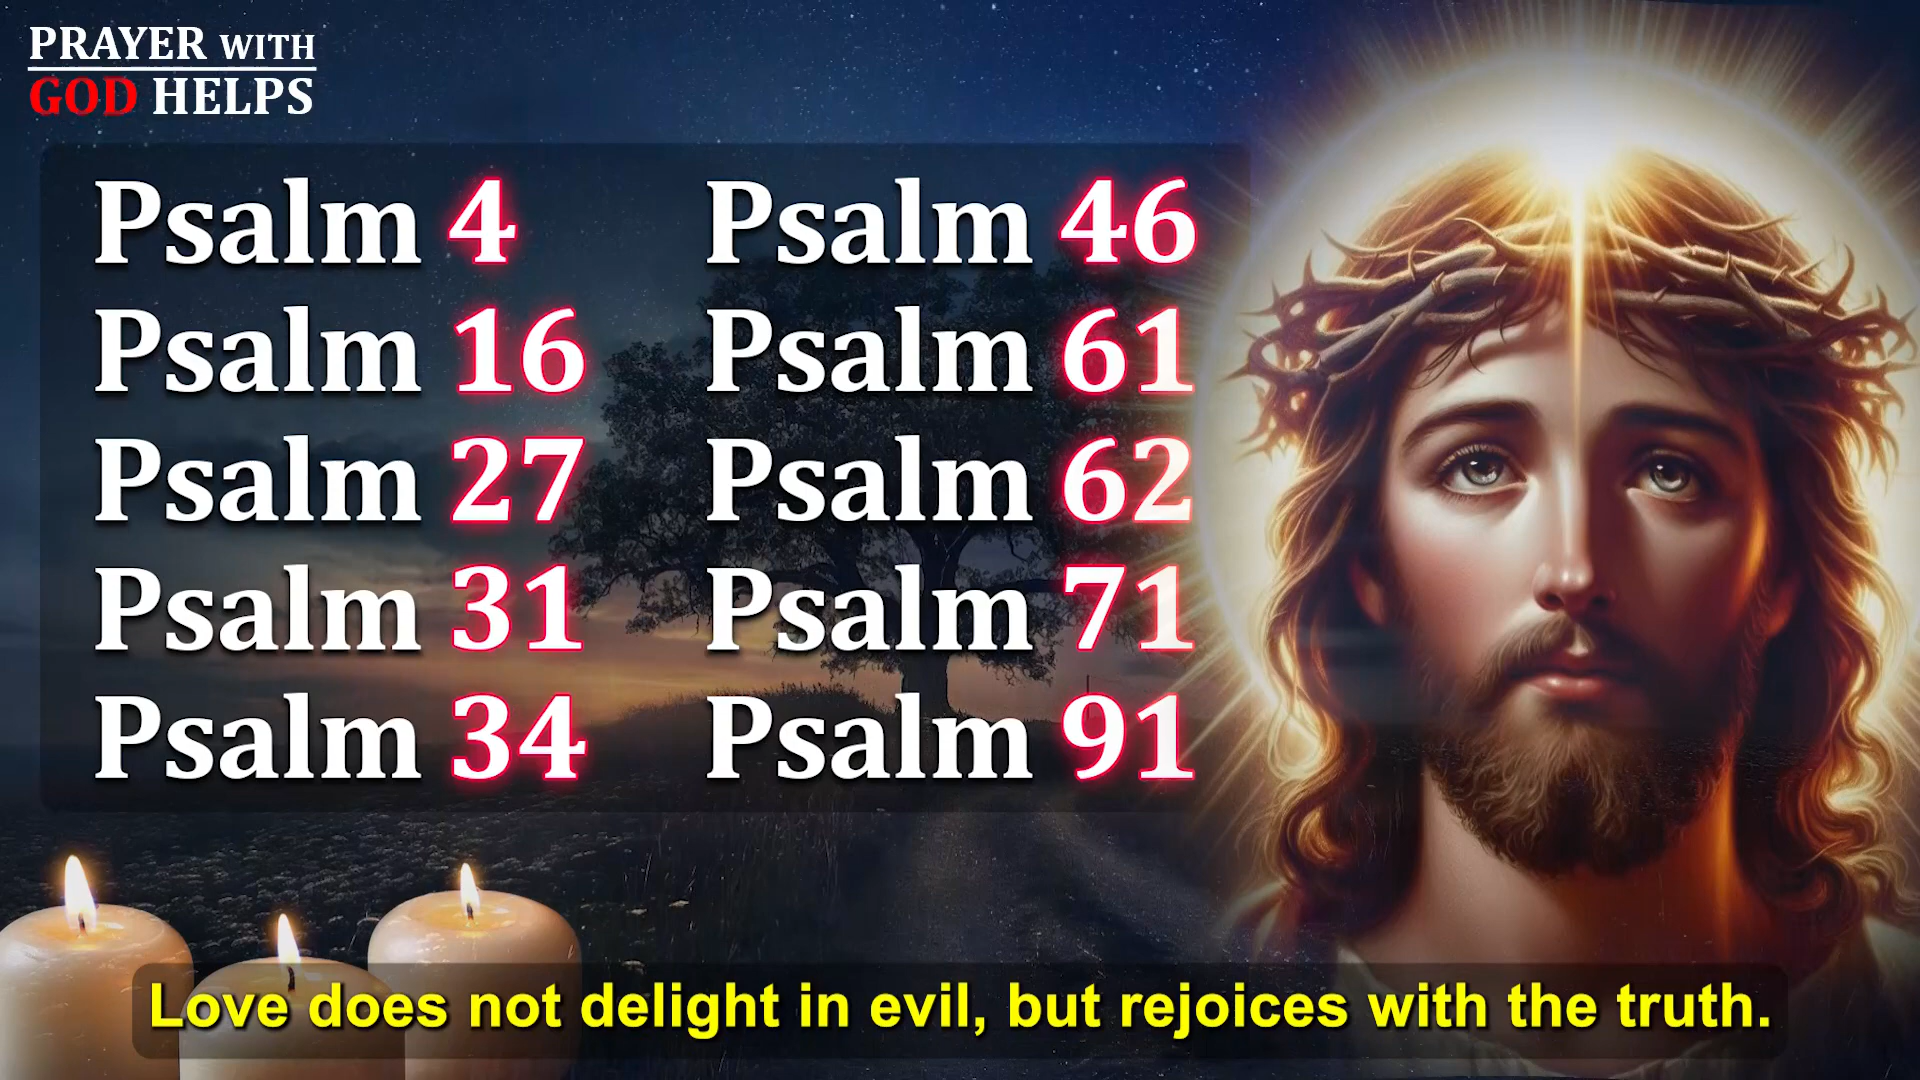 PRAYER WITH
GOD HELPS
Psalm 4
Psalm 16
Psalm 27
Psalm 31
Psalm 34
Psalm 46
Psalm 61
Psalm 62
Psalm 71
Psalm 91
Love does not delight in evil, but rejoices with the truth.